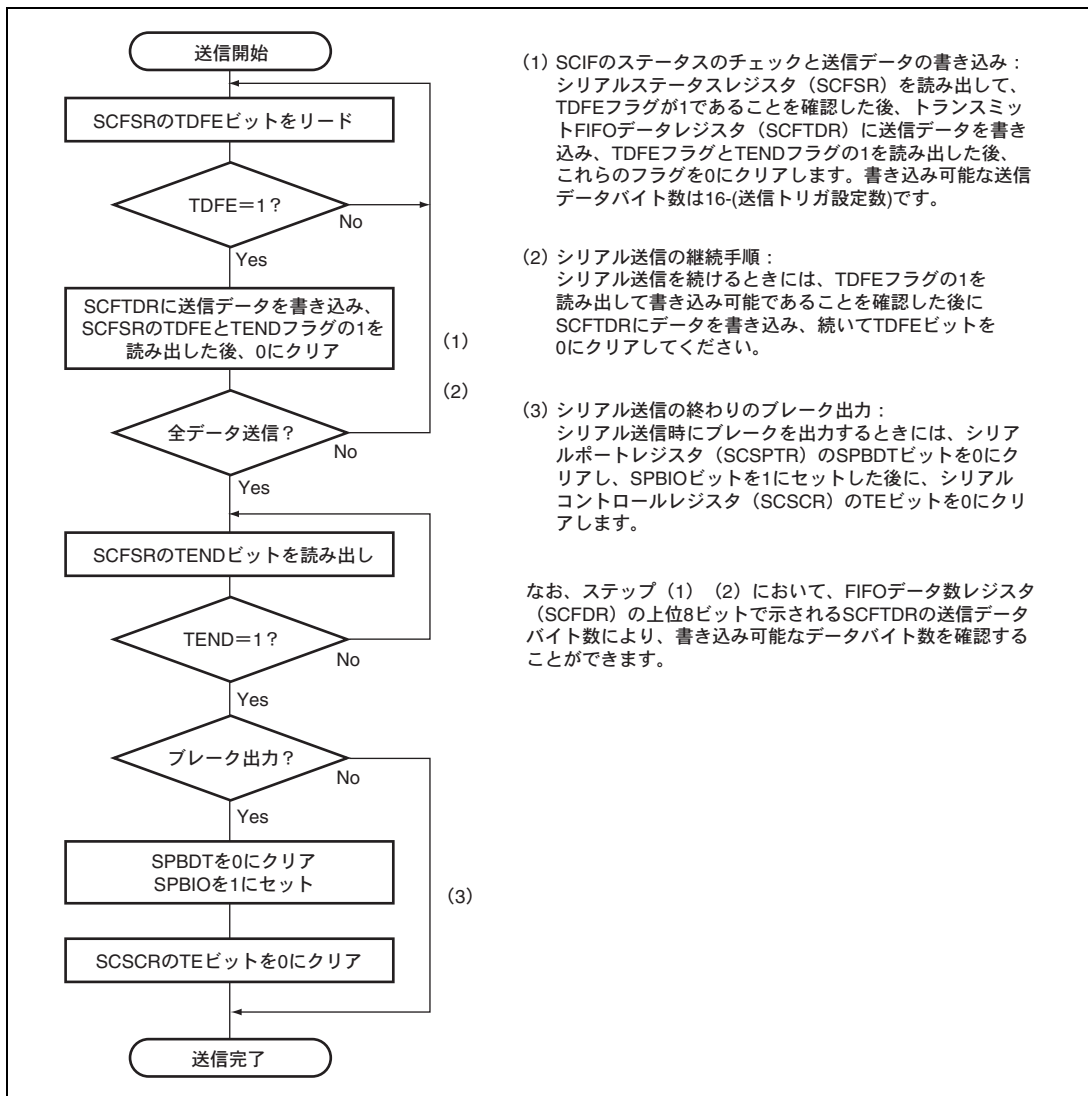 送信開始
SCFSRのTDFEビットをリード
TDFE＝1？
No
Yes
SCFTDRに送信データを書き込み、
SCFSRのTDFEとTENDフラグの1を
読み出した後、0にクリア
（1）
（2）
全データ送信？
No
Yes
SCFSRのTENDビットを読み出し
TEND＝1？
No
Yes
ブレーク出力？
No
Yes
SPBDTを0にクリア
SPBIOを1にセット
（3）
SCSCRのTEビットを0にクリア
送信完了
（1）SCIFのステータスのチェックと送信データの書き込み：
シリアルステータスレジスタ（SCFSR）を読み出して、
TDFEフラグが1であることを確認した後、トランスミッ
トFIFOデータレジスタ（SCFTDR）に送信データを書き
込み、TDFEフラグとTENDフラグの1を読み出した後、
これらのフラグを0にクリアします。書き込み可能な送信
データバイト数は16-(送信トリガ設定数)です。
（2）シリアル送信の継続手順：
シリアル送信を続けるときには、TDFEフラグの1を
読み出して書き込み可能であることを確認した後に
SCFTDRにデータを書き込み、続いてTDFEビットを
0にクリアしてください。
（3）シリアル送信の終わりのブレーク出力：
シリアル送信時にブレークを出力するときには、シリア
ルポートレジスタ（SCSPTR）のSPBDTビットを0にク
リアし、SPBIOビットを1にセットした後に、シリアル
コントロールレジスタ（SCSCR）のTEビットを0にクリ
アします。
なお、ステップ（1）（2）において、FIFOデータ数レジスタ
（SCFDR）の上位8ビットで示されるSCFTDRの送信データ
バイト数により、書き込み可能なデータバイト数を確認する
ことができます。